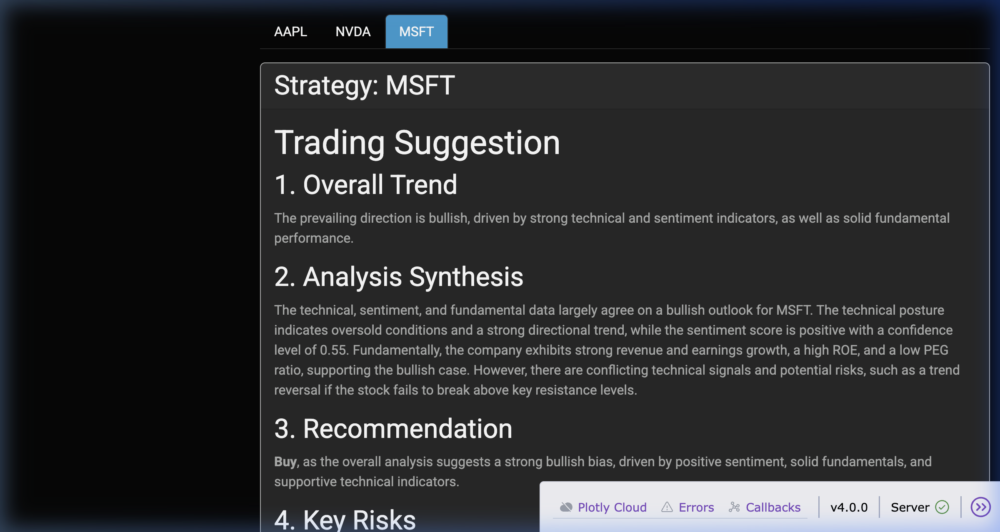 AAPL NVDA MSFT
Strategy: MSFT
Trading Suggestion
1. Overall Trend
The prevailing direction is bullish, driven by strong technical and sentiment indicators, as well as solid fundamental
performance.
2. Analysis Synthesis
The technical, sentiment, and fundamental data largely agree on a bullish outlook for MSFT. The technical posture
indicates oversold conditions and a strong directional trend, while the sentiment score is positive with a confidence
level of 0.55. Fundamentally, the company exhibits strong revenue and earnings growth, a high ROE, and a low PEG
ratio, supporting the bullish case. However, there are conflicting technical signals and potential risks, such as a trend
reversal if the stock fails to break above key resistance levels.
3. Recommendation
Buy, as the overall analysis suggests a strong bullish bias, driven by positive sentiment, solid fundamentals, and
supportive technical indicators.
4. Key Risks
Plotly Cloud Errors Callbacks v4.0.0 Server